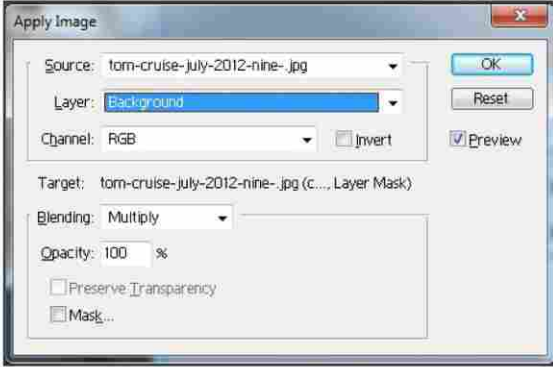 Apply Image
Source: tom-cruise-july-2012-nine-.jpg
OK
Layer: Background
Reset
Channel: RGB
Invert
Preview
Target: tom-cruise-july-2012-nine-.jpg (c..., Layer Mask)
Blending: Multiply
Opacity: 100 %
Preserve Transparency
Mask...